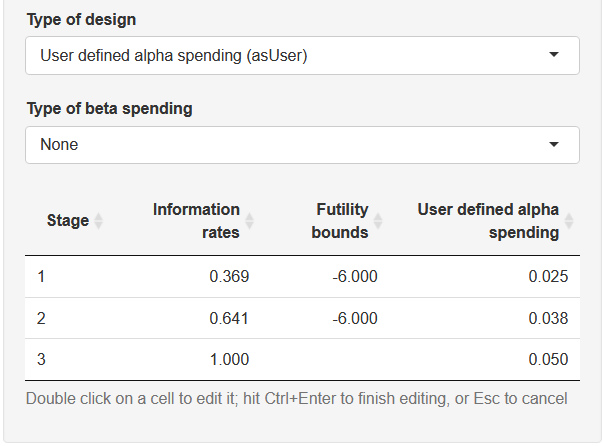 Type of design
User defined alpha spending (asUser)
Type of beta spending
None
Stage Information rates Futility bounds User defined alpha spending
1 0.369 -6.000 0.025
2 0.641 -6.000 0.038
3 1.000 0.050
Double click on a cell to edit it; hit Ctrl+Enter to finish editing, or Esc to cancel